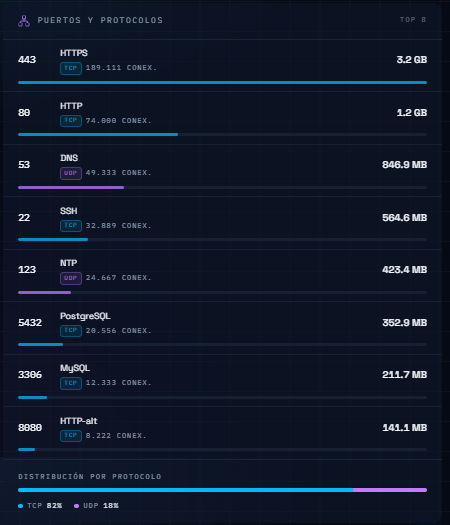 PUERTOS Y PROTOCOLOS TOP 8
443 HTTPS 3.2 GB
TCP 189.111 CONEX.
80 HTTP 1.2 GB
TCP 74.000 CONEX.
53 DNS 846.9 MB
UDP 49.333 CONEX.
22 SSH 564.6 MB
TCP 32.889 CONEX.
123 NTP 423.4 MB
UDP 24.667 CONEX.
5432 PostgreSQL 352.9 MB
TCP 20.556 CONEX.
3306 MySQL 211.7 MB
TCP 12.333 CONEX.
8080 HTTP-alt 141.1 MB
TCP 8.222 CONEX.
DISTRIBUCIÓN POR PROTOCOLO
TCP 82% UDP 18%